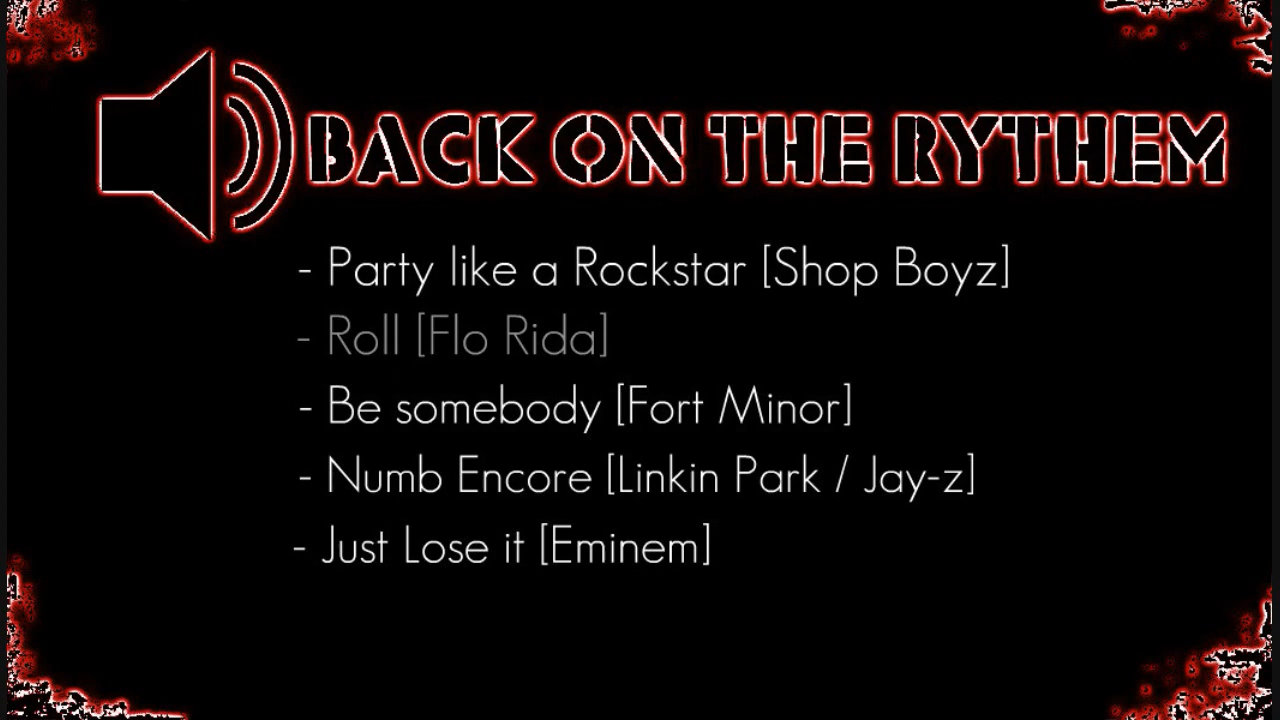 BACK ON THE RYTHEM
- Party like a Rockstar [Shop Boyz]
- Roll [Flo Rida]
- Be somebody [Fort Minor]
- Numb Encore [Linkin Park / Jay-z]
- Just Lose it [Eminem]